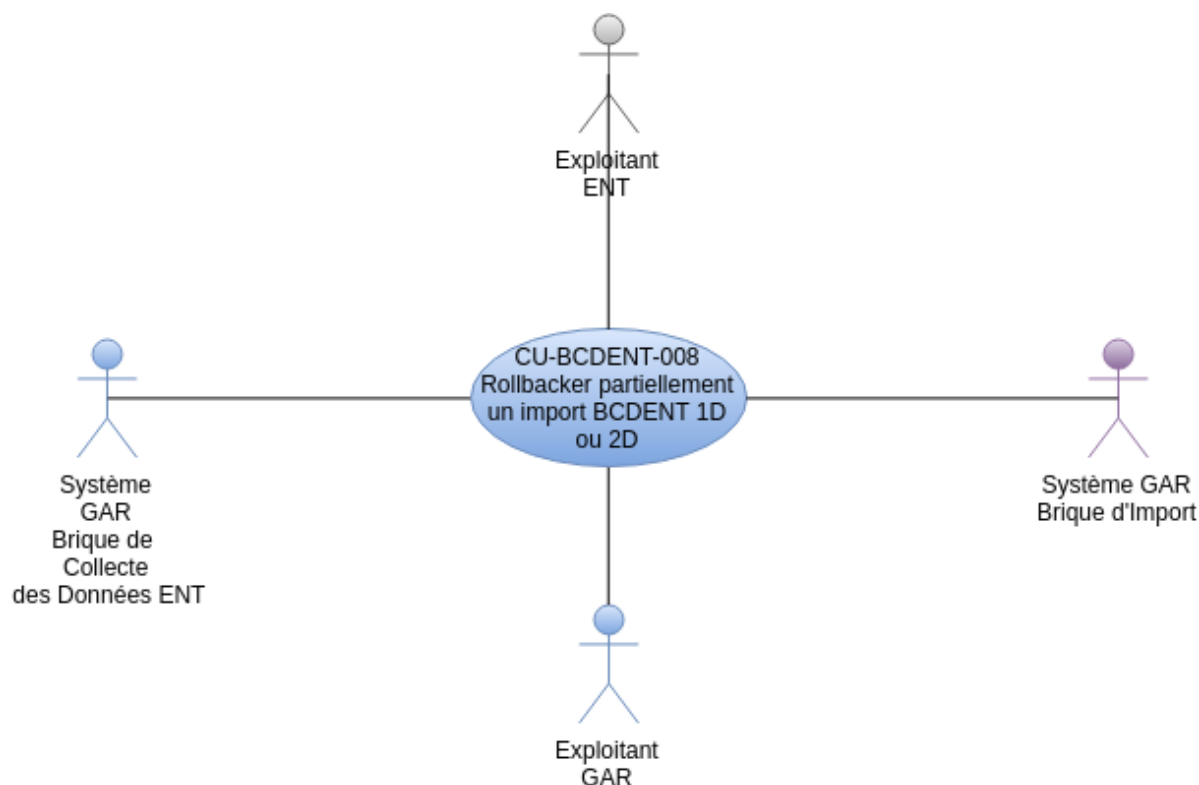 Exploitant
ENT
CU-BCDENT-008
Rollbacker partiellement
un import BCDENT 1D
ou 2D
Système
GAR
Brique de
Collecte
des Données ENT
Système GAR
Brique d'Import
Exploitant
GAR